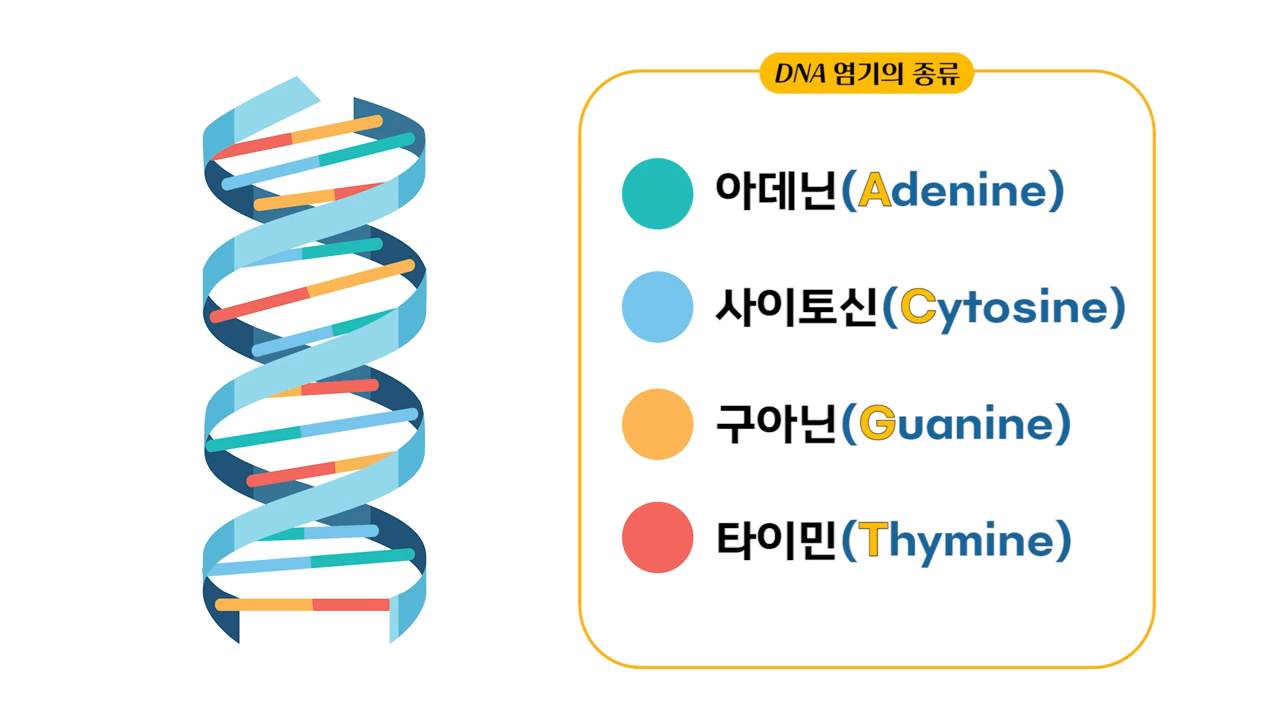 DNA 염기의 종류
아데닌(Adenine)
사이토신(Cytosine)
구아닌(Guanine)
타이민(Thymine)